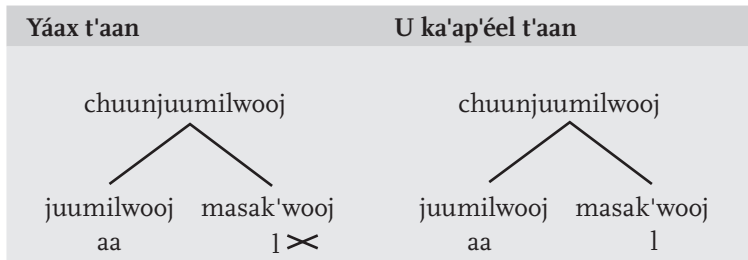 Yáax t'aan U ka'ap'éel t'aan
chuunjuumilwooj chuunjuumilwooj
juumilwooj masak'wooj juumilwooj masak'wooj
aa l aa l